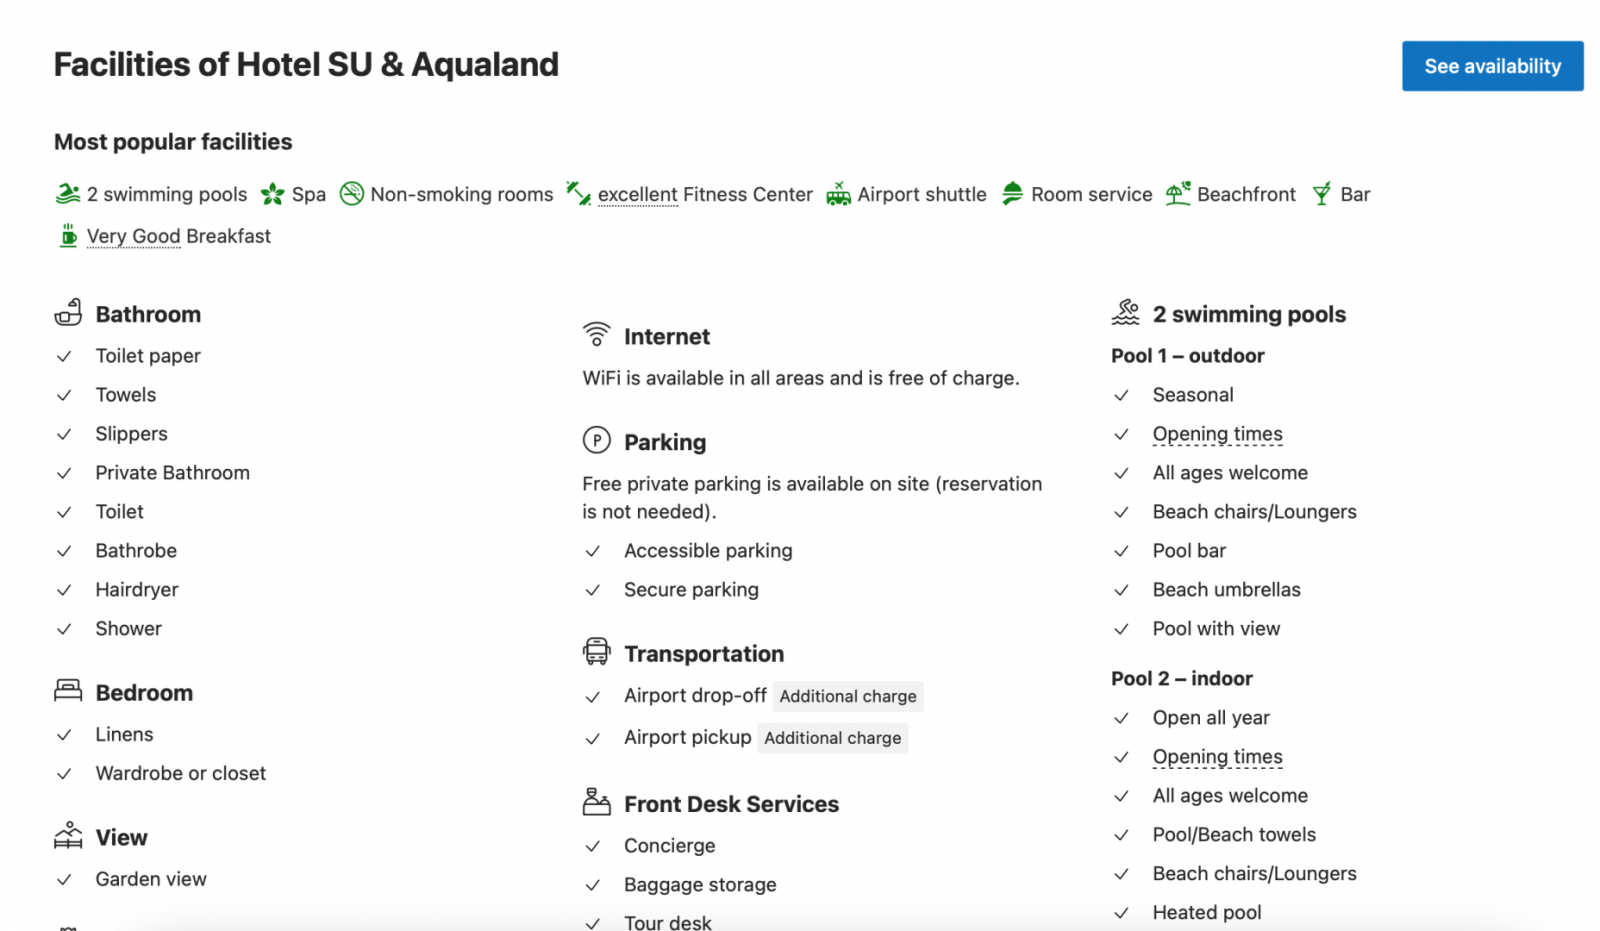 Facilities of Hotel SU & Aqualand
See availability
Most popular facilities
2 swimming pools Spa Non-smoking rooms excellent Fitness Center Airport shuttle Room service Beachfront Bar
Very Good Breakfast
Bathroom
Toilet paper
Towels
Slippers
Private Bathroom
Toilet
Bathrobe
Hairdryer
Shower
Bedroom
Linens
Wardrobe or closet
View
Garden view
Internet
WiFi is available in all areas and is free of charge.
P Parking
Free private parking is available on site (reservation
is not needed).
Accessible parking
Secure parking
Transportation
Airport drop-off Additional charge
Airport pickup Additional charge
Front Desk Services
Concierge
Baggage storage
Tour desk
2 swimming pools
Pool 1 – outdoor
Seasonal
Opening times
All ages welcome
Beach chairs/Loungers
Pool bar
Beach umbrellas
Pool with view
Pool 2 – indoor
Open all year
Opening times
All ages welcome
Pool/Beach towels
Beach chairs/Loungers
Heated pool